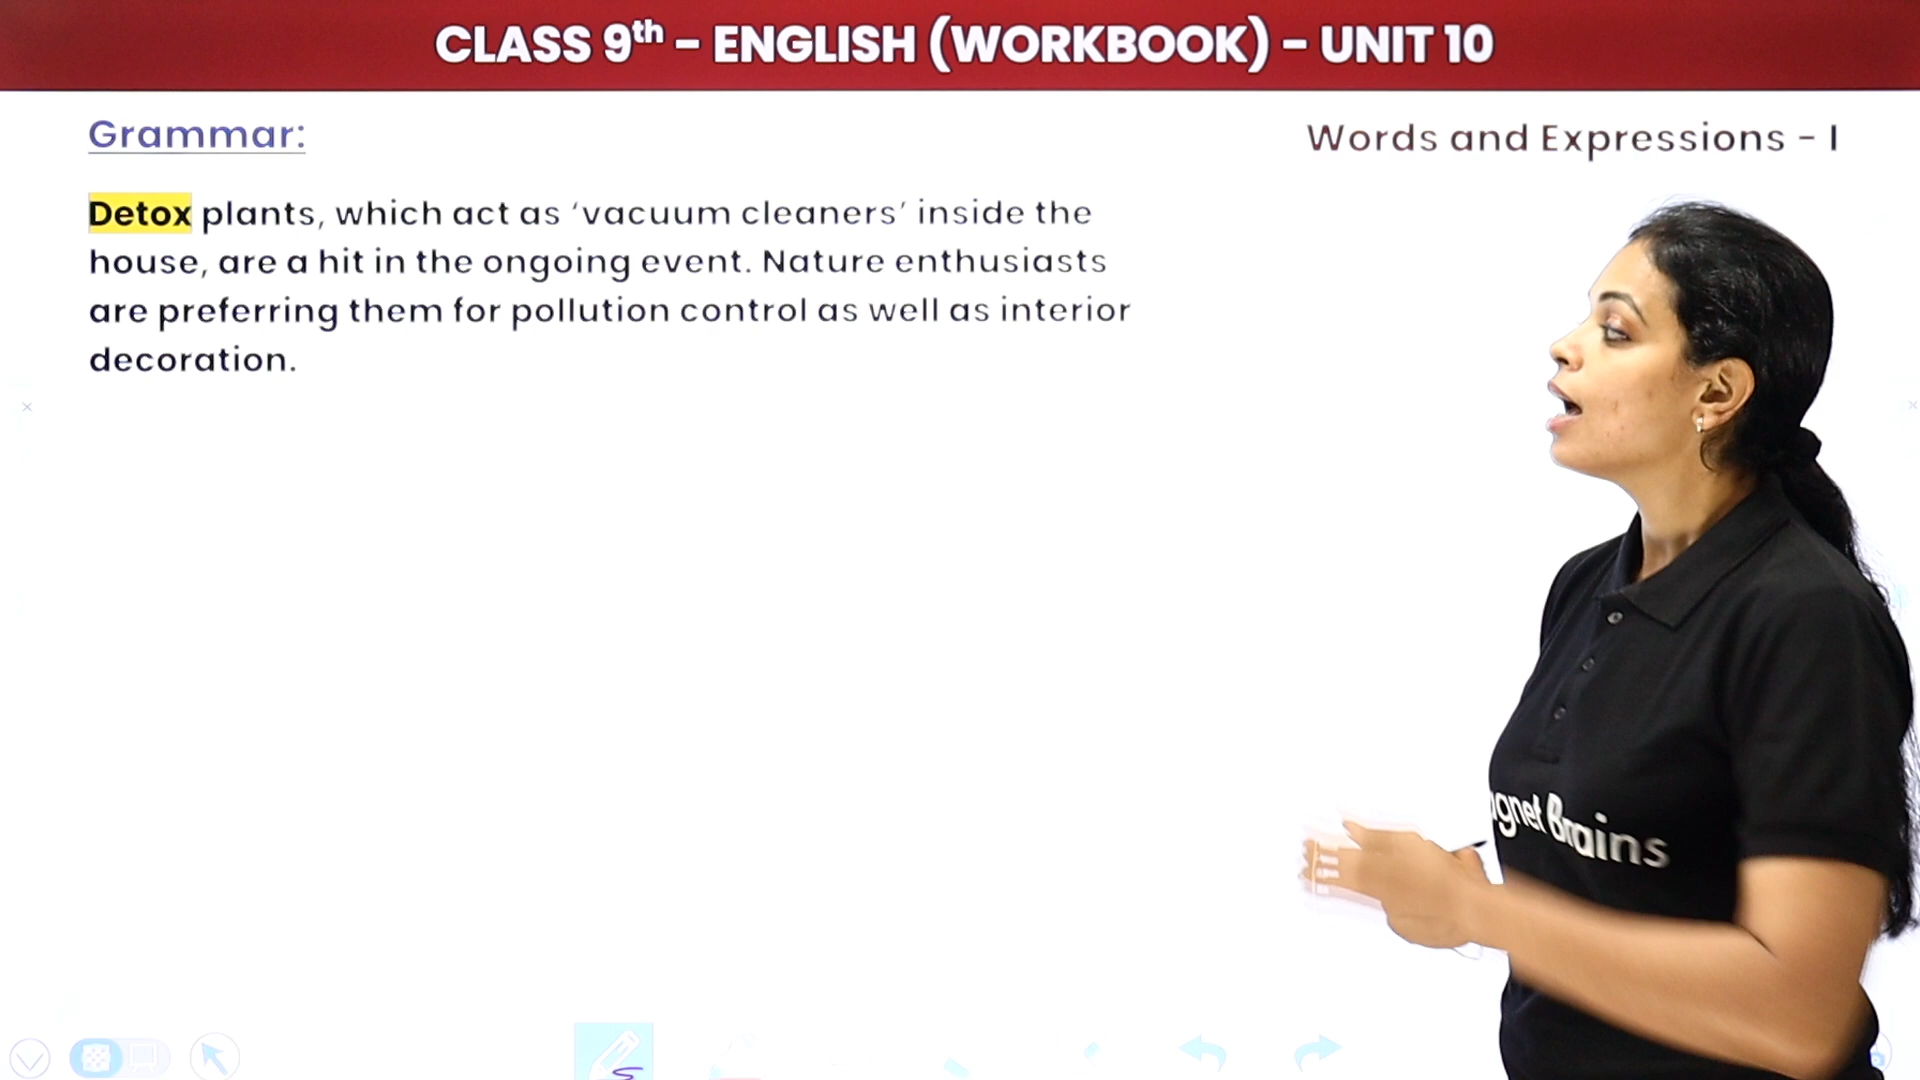 CLASS 9th - ENGLISH (WORKBOOK) - UNIT 10
Grammar:
Words and Expressions - I
Detox plants, which act as ‘vacuum cleaners’ inside the
house, are a hit in the ongoing event. Nature enthusiasts
are preferring them for pollution control as well as interior
decoration.
agnet Brains